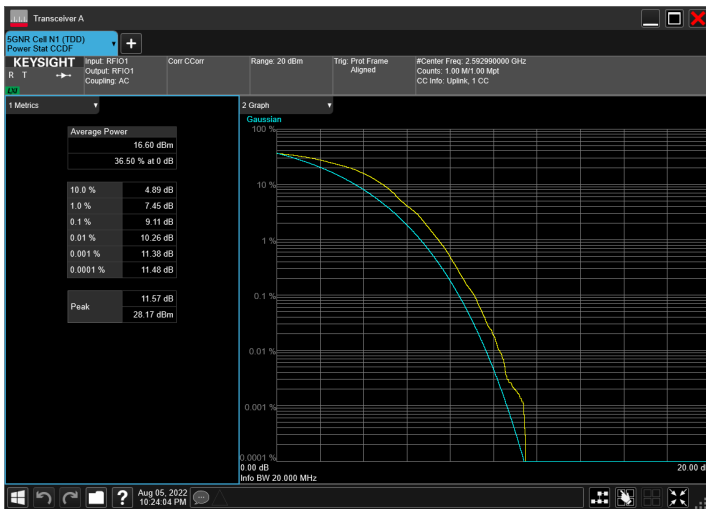 Transceiver A
5GNR Cell N1 (TDD)
Power Stat CCDF
KEYSIGHT
R T
LXI
Input: RFIO1
Output: RFIO1
Coupling: AC
Corr CCorr
Range: 20 dBm
Trig: Prot Frame
Aligned
#Center Freq: 2.592990000 GHz
Counts: 1.00 M/1.00 Mpt
CC Info: Uplink, 1 CC
1 Metrics
Average Power
16.60 dBm
36.50 % at 0 dB
10.0 % 4.89 dB
1.0 % 7.45 dB
0.1 % 9.11 dB
0.01 % 10.26 dB
0.001 % 11.38 dB
0.0001 % 11.48 dB
Peak 11.57 dB
28.17 dBm
2 Graph
Gaussian
100 %
10 %
1 %
0.1 %
0.01 %
0.001 %
0.0001 %
0.00 dB 20.00 d
Info BW 20.000 MHz
Aug 05, 2022
10:24:04 PM